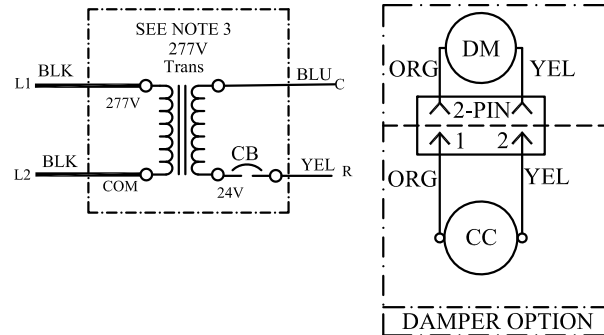 SEE NOTE 3
277V
Trans
L1 BLK
277V
BLU C
L2 BLK
COM
CB
24V
YEL R
DM
ORG YEL
2-PIN
1 2
ORG YEL
CC
DAMPER OPTION